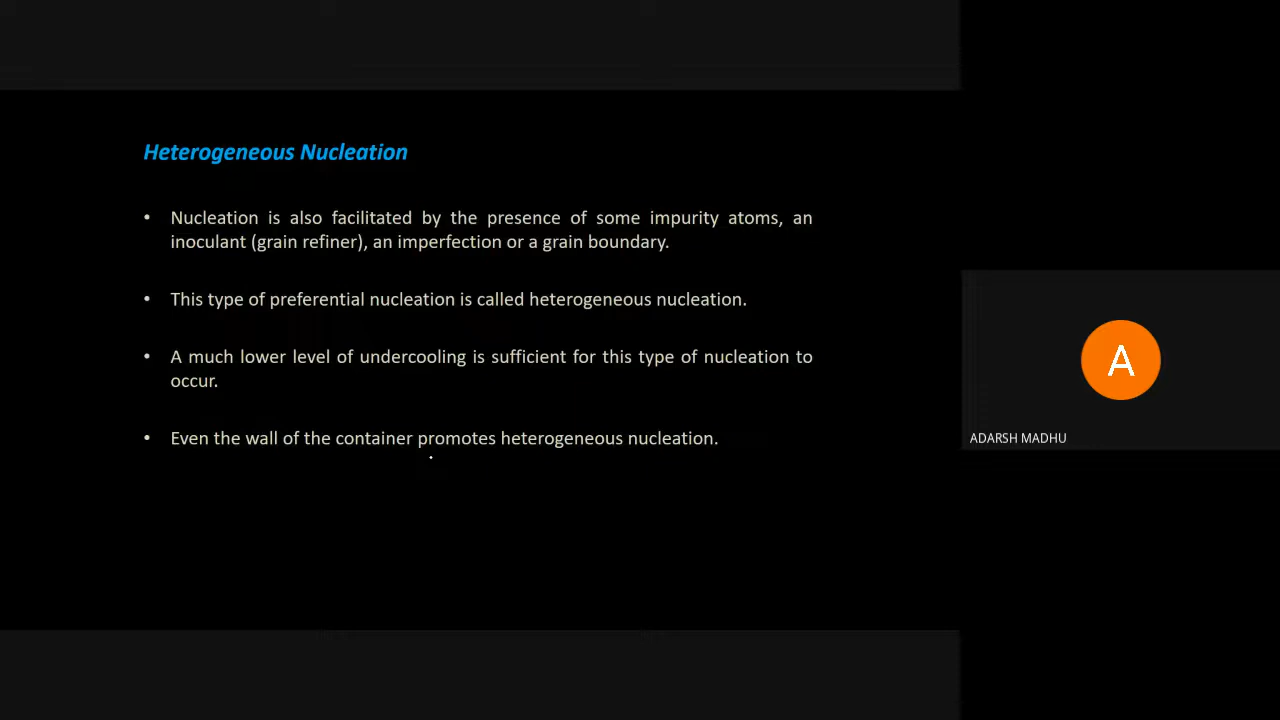 Heterogeneous Nucleation
• Nucleation is also facilitated by the presence of some impurity atoms, an
inoculant (grain refiner), an imperfection or a grain boundary.
• This type of preferential nucleation is called heterogeneous nucleation.
• A much lower level of undercooling is sufficient for this type of nucleation to
occur.
• Even the wall of the container promotes heterogeneous nucleation.
A
ADARSH MADHU